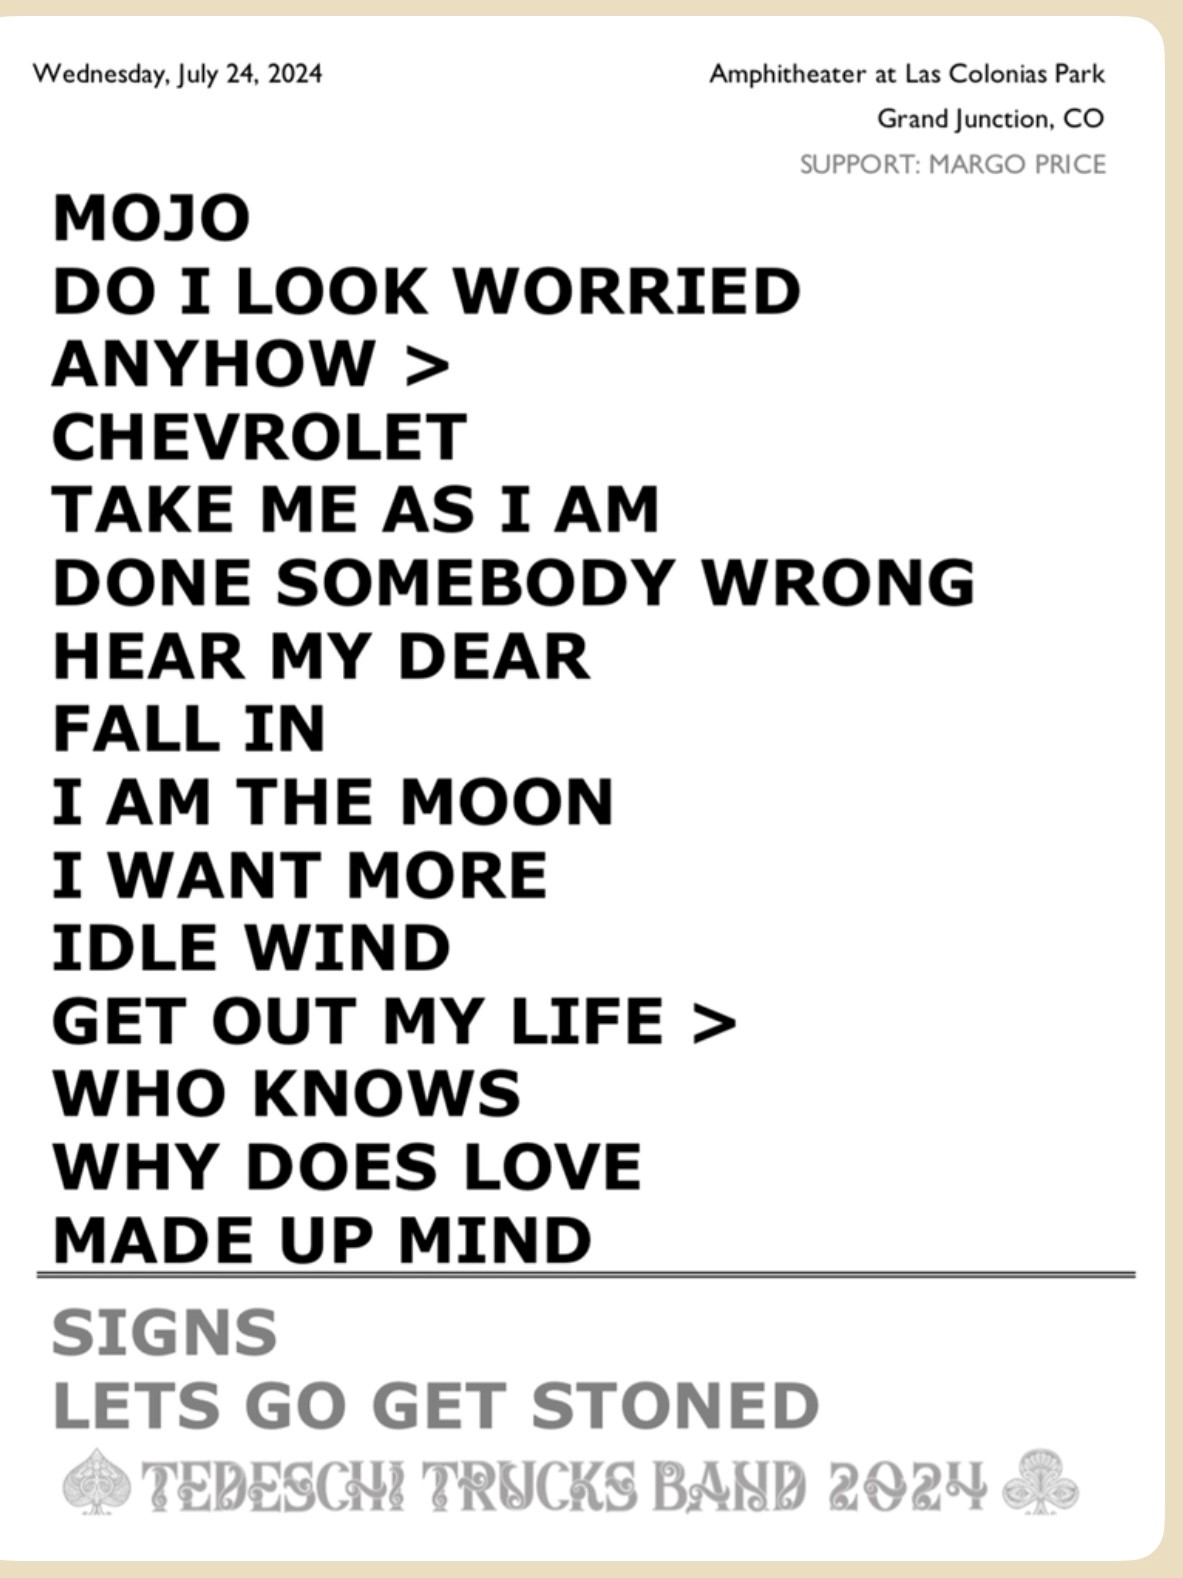 Wednesday, July 24, 2024
Amphitheater at Las Colonias Park
Grand Junction, CO
SUPPORT: MARGO PRICE
MOJO
DO I LOOK WORRIED
ANYHOW >
CHEVROLET
TAKE ME AS I AM
DONE SOMEBODY WRONG
HEAR MY DEAR
FALL IN
I AM THE MOON
I WANT MORE
IDLE WIND
GET OUT MY LIFE >
WHO KNOWS
WHY DOES LOVE
MADE UP MIND
SIGNS
LETS GO GET STONED
TEDESCHI TRUCKS BAND 2024